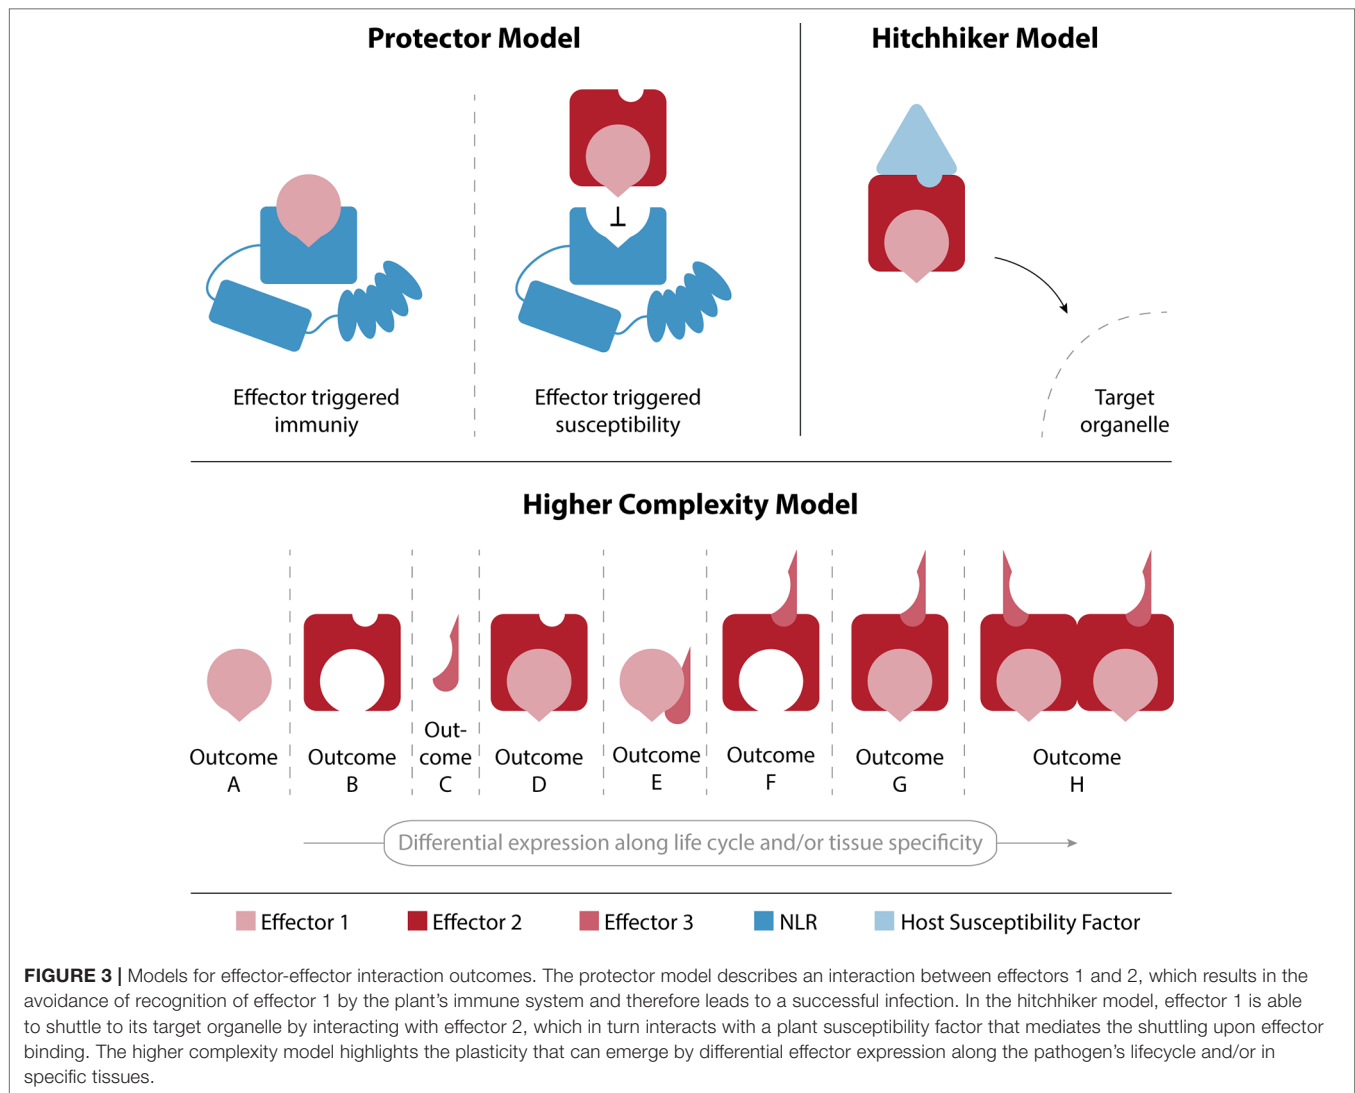 Protector Model
Hitchhiker Model
Effector triggered
immuniy
Effector triggered
susceptibility
Target
organelle
Higher Complexity Model
Outcome
A
Outcome
B
Out-
come
C
Outcome
D
Outcome
E
Outcome
F
Outcome
G
Outcome
H
Differential expression along life cycle and/or tissue specificity
Effector 1
Effector 2
Effector 3
NLR
Host Susceptibility Factor
FIGURE 3 | Models for effector-effector interaction outcomes. The protector model describes an interaction between effectors 1 and 2, which results in the
avoidance of recognition of effector 1 by the plant's immune system and therefore leads to a successful infection. In the hitchhiker model, effector 1 is able
to shuttle to its target organelle by interacting with effector 2, which in turn interacts with a plant susceptibility factor that mediates the shuttling upon effector
binding. The higher complexity model highlights the plasticity that can emerge by differential effector expression along the pathogen's lifecycle and/or in
specific tissues.